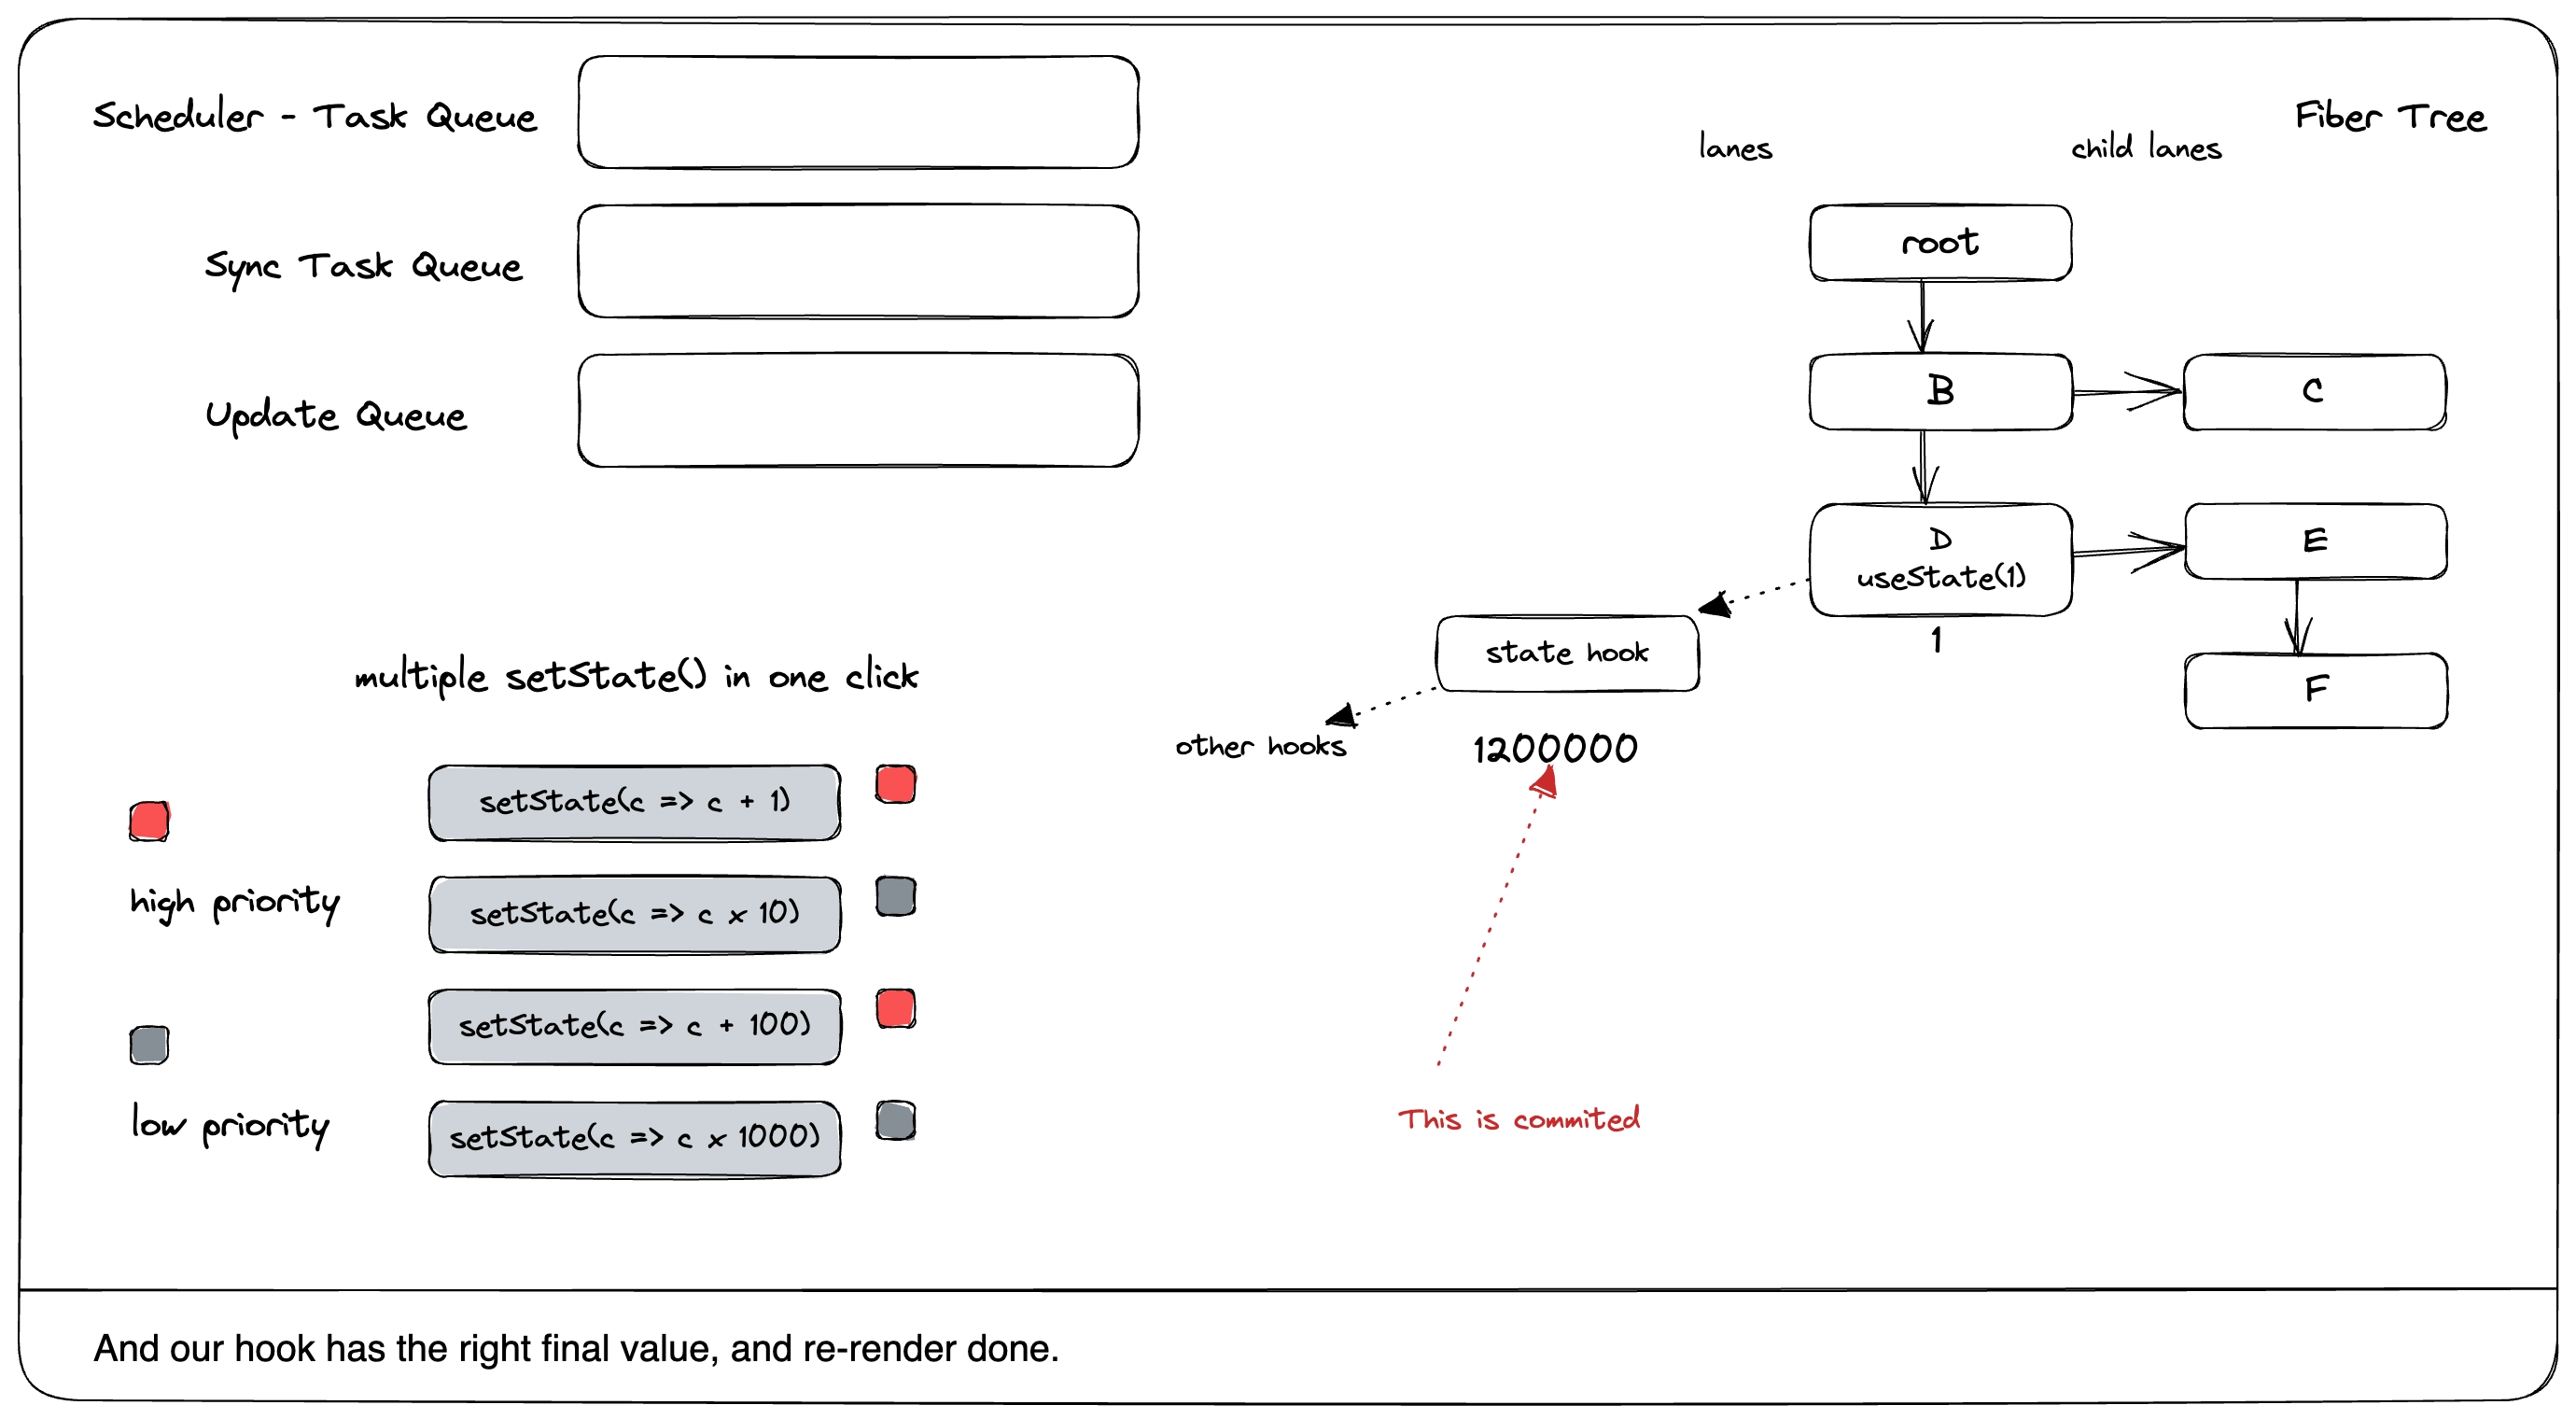 Scheduler - Task Queue
Sync Task Queue
Update Queue
lanes
child lanes
Fiber Tree
root
B
C
D
useState(1)
1
E
F
state hook
other hooks
1200000
This is commited
multiple setState() in one click
high priority
low priority
setState(c => c + 1)
setState(c => c x 10)
setState(c => c + 100)
setState(c => c x 1000)
And our hook has the right final value, and re-render done.